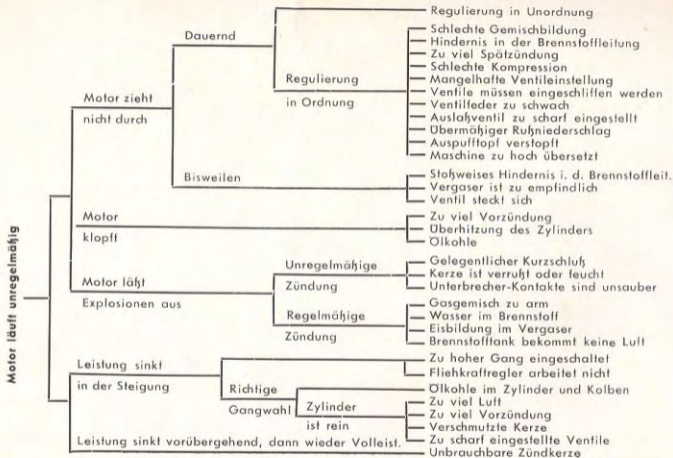 Motor läuft unregelmäßig
Motor zieht
nicht durch
Dauernd
Regulierung in Unordnung
Regulierung
in Ordnung
Schlechte Gemischbildung
Hindernis in der Brennstoffleitung
Zu viel Spätzündung
Schlechte Kompression
Mangelhafte Ventileinstellung
Ventile müssen eingeschliffen werden
Ventilfeder zu schwach
Auslaßventil zu scharf eingestellt
Übermäßiger Rußniederschlag
Auspufftopf verstopft
Maschine zu hoch übersetzt
Bisweilen
Stoßweises Hindernis i. d. Brennstoffleit.
Vergaser ist zu empfindlich
Ventil steckt sich
Motor
klopft
Zu viel Vorzündung
Überhitzung des Zylinders
Ölkohle
Motor läßt
Explosionen aus
Unregelmäßige
Zündung
Gelegentlicher Kurzschluß
Kerze ist verrußt oder feucht
Unterbrecher-Kontakte sind unsauber
Regelmäßige
Zündung
Gasgemisch zu arm
Wasser im Brennstoff
Eisbildung im Vergaser
Brennstofftank bekommt keine Luft
Leistung sinkt
in der Steigung
Zu hoher Gang eingeschaltet
Fliehkraftregler arbeitet nicht
Richtige
Gangwahl
Ölkohle im Zylinder und Kolben
Zylinder
ist rein
Zu viel Luft
Zu viel Vorzündung
Verschmutzte Kerze
Zu scharf eingestellte Ventile
Leistung sinkt vorübergehend, dann wieder Volleist.
Unbrauchbare Zündkerze